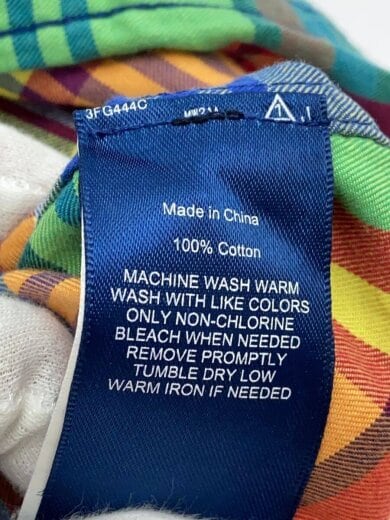 3FG444C
Made in China
100% Cotton
MACHINE WASH WARM
WASH WITH LIKE COLORS
ONLY NON-CHLORINE
BLEACH WHEN NEEDED
REMOVE PROMPTLY
TUMBLE DRY LOW
WARM IRON IF NEEDED